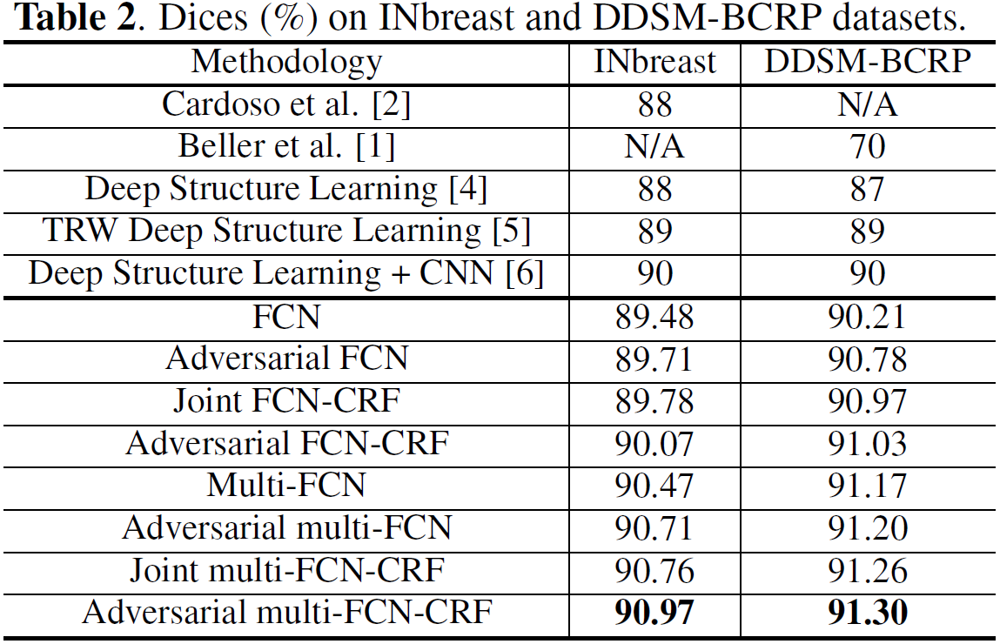 Table 2. Dices (%) on INbreast and DDSM-BCRP datasets.
Methodology INbreast DDSM-BCRP
Cardoso et al. [2] 88 N/A
Beller et al. [1] N/A 70
Deep Structure Learning [4] 88 87
TRW Deep Structure Learning [5] 89 89
Deep Structure Learning + CNN [6] 90 90
FCN 89.48 90.21
Adversarial FCN 89.71 90.78
Joint FCN-CRF 89.78 90.97
Adversarial FCN-CRF 90.07 91.03
Multi-FCN 90.47 91.17
Adversarial multi-FCN 90.71 91.20
Joint multi-FCN-CRF 90.76 91.26
Adversarial multi-FCN-CRF 90.97 91.30